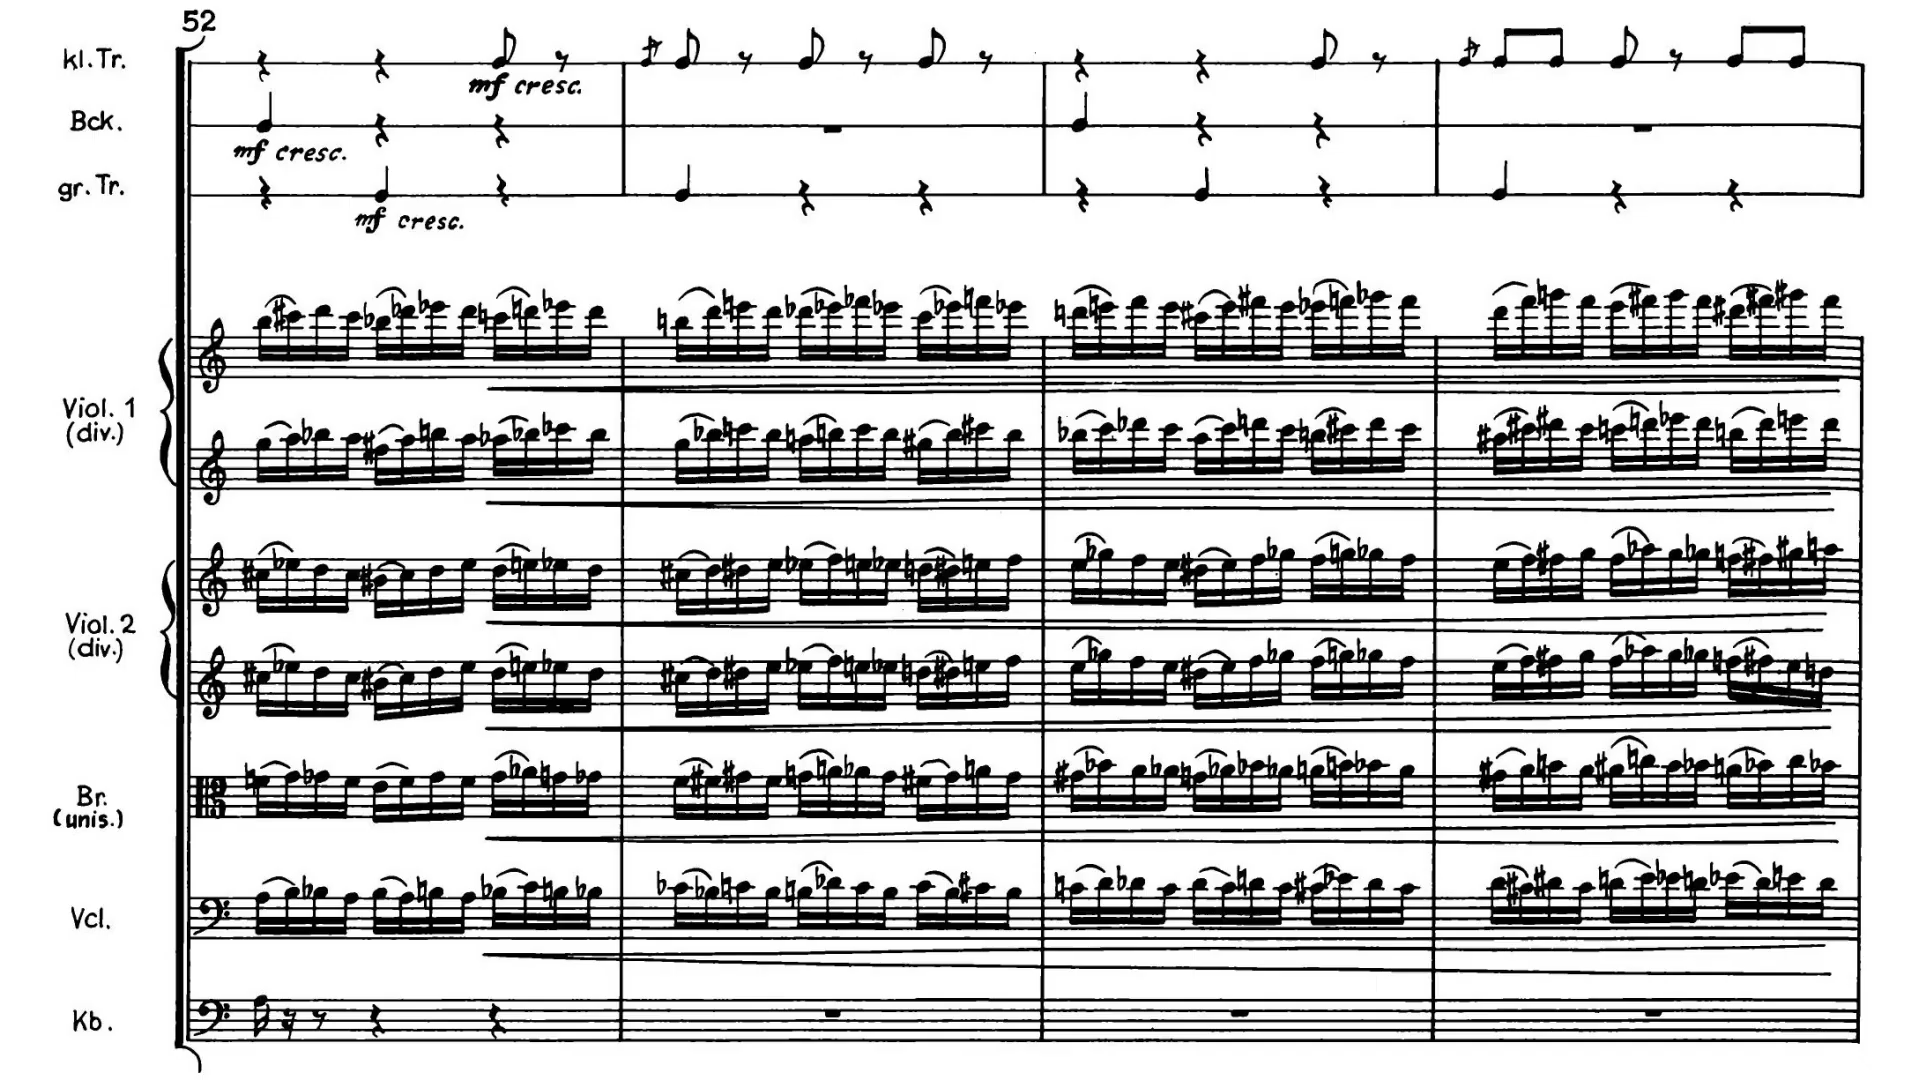 52
kl. Tr.
mf cresc.
Bck.
mf cresc.
gr. Tr.
mf cresc.
Viol. 1
(div.)
Viol. 2
(div.)
Br.
(unis.)
Vcl.
Kb.